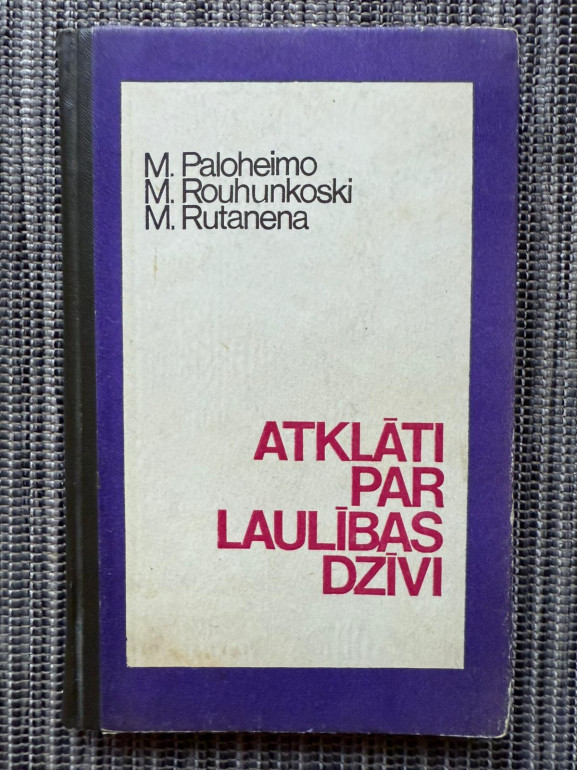 M. Paloheimo
M. Rouhunkoski
M. Rutanena
ATKLĀTI
PAR
LAULĪBAS
DZĪVI